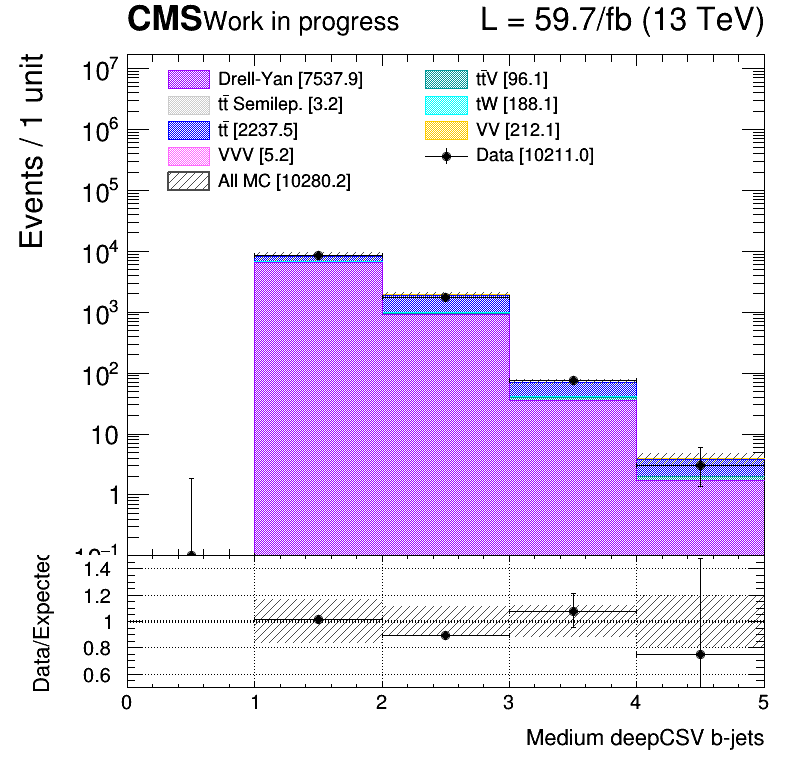 CMS Work in progress L = 59.7/fb (13 TeV)
Events / 1 unit
10⁷
10⁶
10⁵
10⁴
10³
10²
10
1
10⁻¹
Drell-Yan [7537.9]
tt̄ Semilep. [3.2]
tt̄ [2237.5]
VVV [5.2]
All MC [10280.2]
tt̄V [96.1]
tW [188.1]
VV [212.1]
Data [10211.0]
Data/Expected
1.4
1.2
1
0.8
0.6
0 1 2 3 4 5
Medium deepCSV b-jets